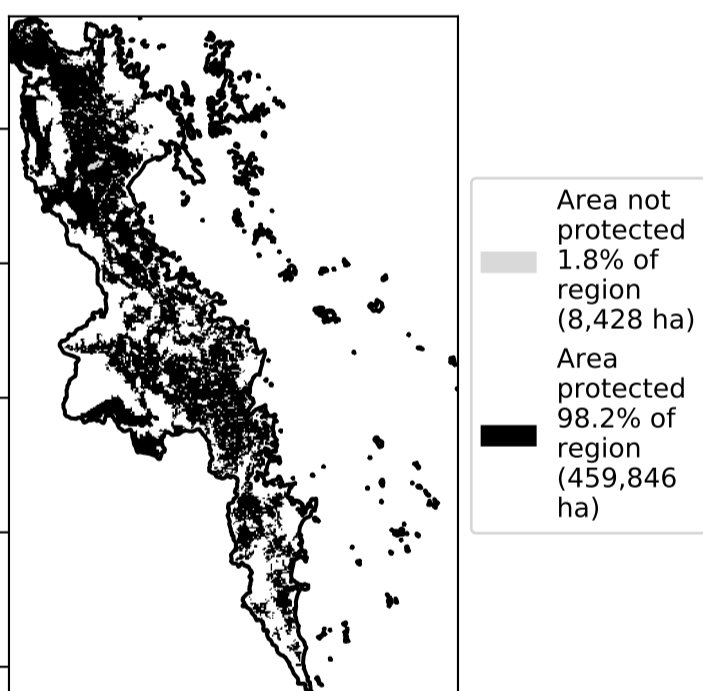 Area not
protected
1.8% of
region
(8,428 ha)
Area
protected
98.2% of
region
(459,846
ha)